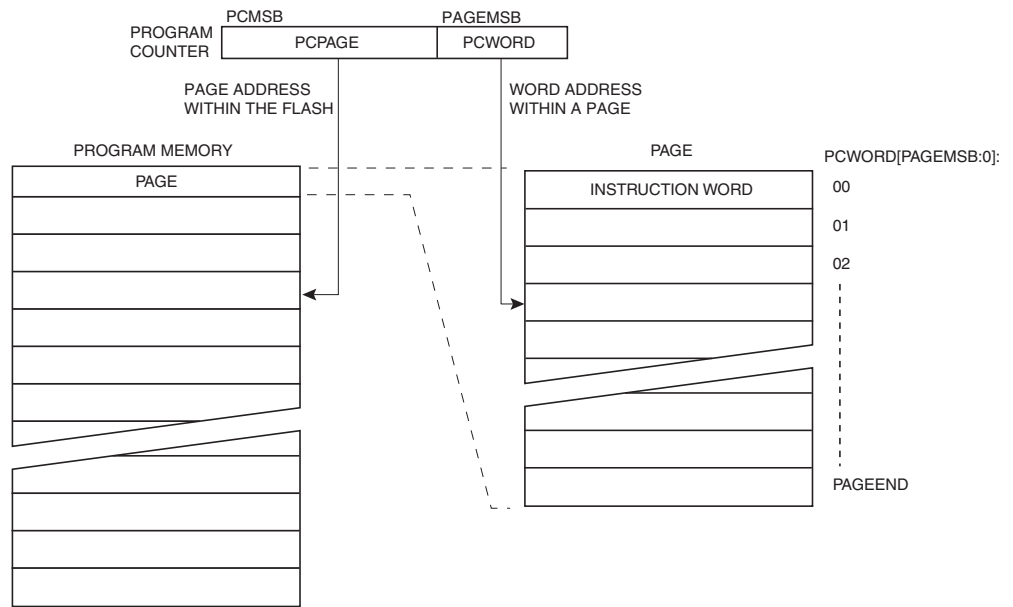 PCMSB
PAGEMSB
PROGRAM
COUNTER
PCPAGE
PCWORD
PAGE ADDRESS
WITHIN THE FLASH
WORD ADDRESS
WITHIN A PAGE
PROGRAM MEMORY
PAGE
PAGE
INSTRUCTION WORD
PCWORD[PAGEMSB:0]:
00
01
02
PAGEEND